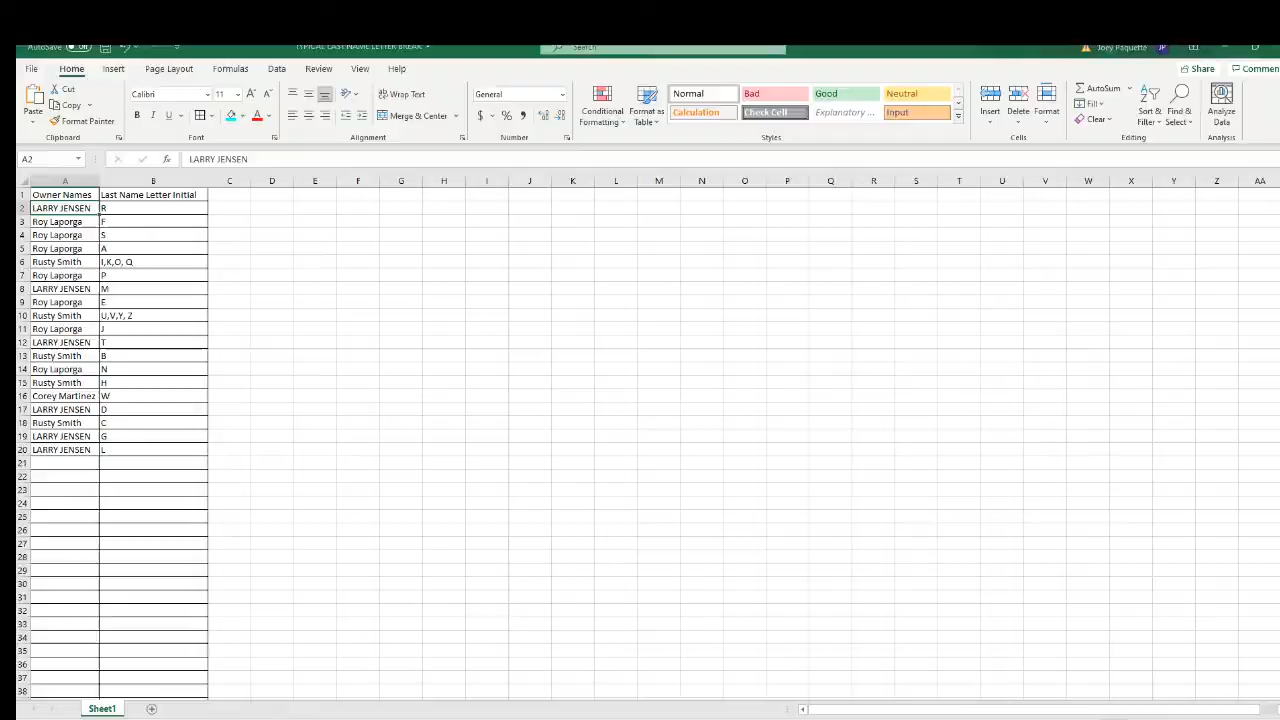 AutoSave Off TYPICAL LAST NAME LETTER BREAK Search Joey Paquette JP
File Home Insert Page Layout Formulas Data Review View Help Share Commen
Paste Cut Copy Format Painter Calibri 11 A A B I U A Wrap Text Merge & Center General $ % Conditional Formatting Format as Table Normal Bad Good Neutral Calculation Check Cell Explanatory ... Input Insert Delete Format AutoSum Fill Clear Sort & Filter Find & Select Analyze Data
Clipboard Font Alignment Number Styles Cells Editing Analysis
A2 fx LARRY JENSEN
A B C D E F G H I J K L M N O P Q R S T U V W X Y Z AA
1 Owner Names Last Name Letter Initial
2 LARRY JENSEN R
3 Roy Laporga F
4 Roy Laporga S
5 Roy Laporga A
6 Rusty Smith I,K,O, Q
7 Roy Laporga P
8 LARRY JENSEN M
9 Roy Laporga E
10 Rusty Smith U,V,Y, Z
11 Roy Laporga J
12 LARRY JENSEN T
13 Rusty Smith B
14 Roy Laporga N
15 Rusty Smith H
16 Corey Martinez W
17 LARRY JENSEN D
18 Rusty Smith C
19 LARRY JENSEN G
20 LARRY JENSEN L
21
22
23
24
25
26
27
28
29
30
31
32
33
34
35
36
37
38
Sheet1